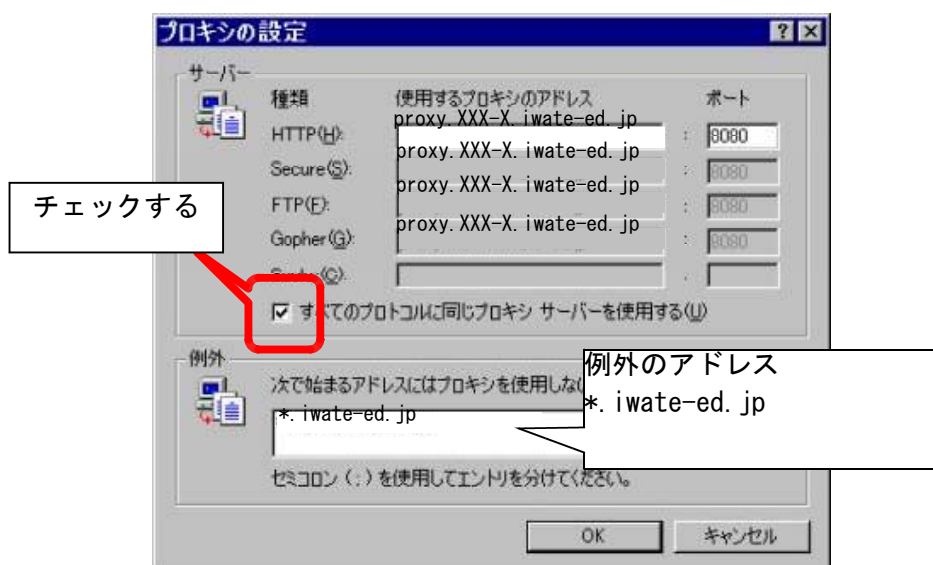 プロキシの設定
サーバー
種類 使用するプロキシのアドレス ポート
HTTP(H): proxy.XXX-X.iwate-ed.jp : 8080
Secure(S): proxy.XXX-X.iwate-ed.jp : 8080
FTP(F): proxy.XXX-X.iwate-ed.jp : 8080
Gopher(G): proxy.XXX-X.iwate-ed.jp : 8080
チェックする
すべてのプロトコルに同じプロキシ サーバーを使用する(U)
例外
次で始まるアドレスにはプロキシを使用しない
*.iwate-ed.jp
例外のアドレス
*.iwate-ed.jp
セミコロン (;) を使用してエントリを分けてください。
OK キャンセル